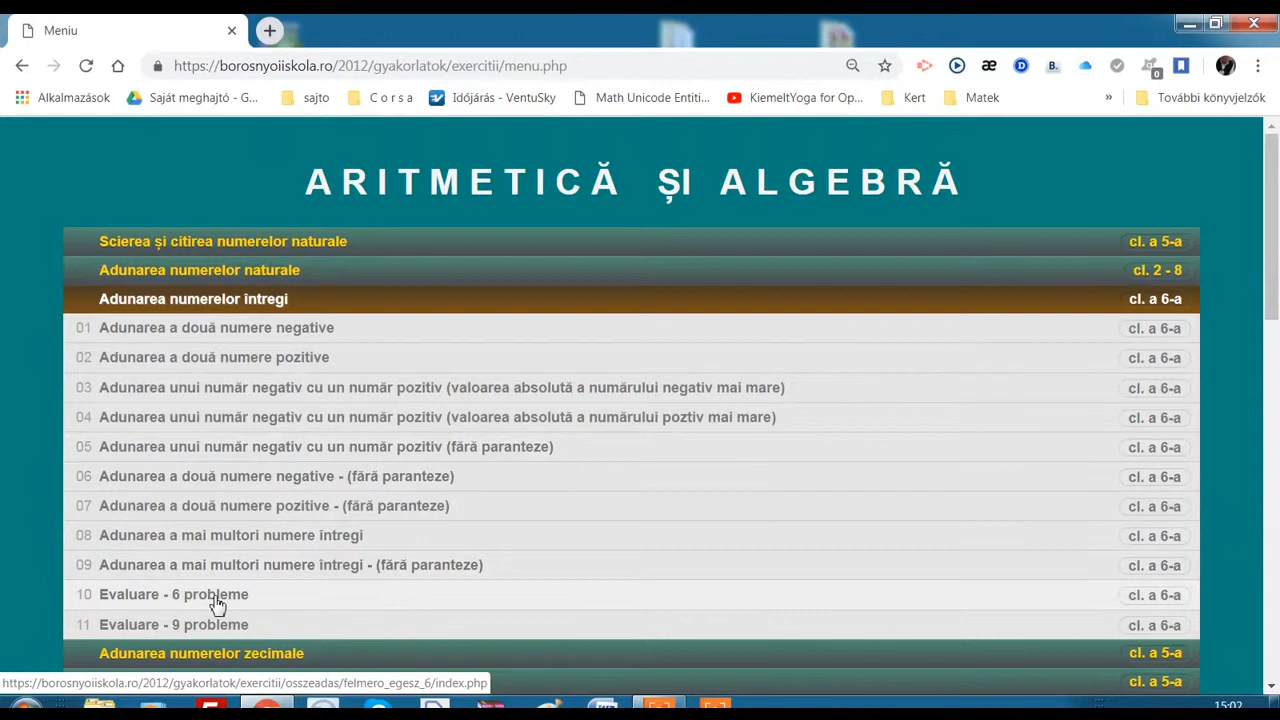 Meniu
https://borosnyoiiskola.ro/2012/gyakorlatok/exercitii/menu.php
Alkalmazások
Saját meghajtó - G...
sajto
C o r s a
Időjárás - VentuSky
Math Unicode Entiti...
KiemeltYoga for Op...
Kert
Matek
»
További könyvjelzők
ARITMETICĂ ȘI ALGEBRĂ
Scierea și citirea numerelor naturale cl. a 5-a
Adunarea numerelor naturale cl. 2 - 8
Adunarea numerelor întregi cl. a 6-a
01 Adunarea a două numere negative cl. a 6-a
02 Adunarea a două numere pozitive cl. a 6-a
03 Adunarea unui număr negativ cu un număr pozitiv (valoarea absolută a numărului negativ mai mare) cl. a 6-a
04 Adunarea unui număr negativ cu un număr pozitiv (valoarea absolută a numărului poztiv mai mare) cl. a 6-a
05 Adunarea unui număr negativ cu un număr pozitiv (fără paranteze) cl. a 6-a
06 Adunarea a două numere negative - (fără paranteze) cl. a 6-a
07 Adunarea a două numere pozitive - (fără paranteze) cl. a 6-a
08 Adunarea a mai multori numere întregi cl. a 6-a
09 Adunarea a mai multori numere întregi - (fără paranteze) cl. a 6-a
10 Evaluare - 6 probleme cl. a 6-a
11 Evaluare - 9 probleme cl. a 6-a
Adunarea numerelor zecimale cl. a 5-a
cl. a 5-a
https://borosnyoiiskola.ro/2012/gyakorlatok/exercitii/osszeadas/felmero_egesz_6/index.php
15:02